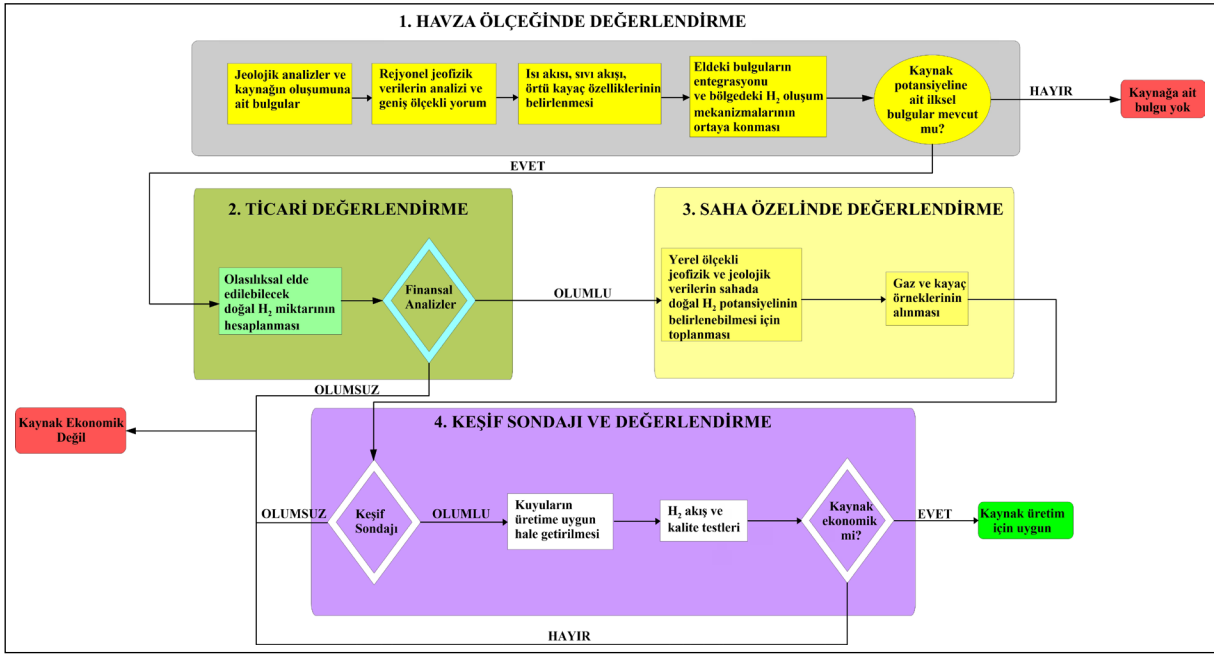 1. HAVZA ÖLÇEĞİNDE DEĞERLENDİRME
Jeolojik analizler ve
kaynağın oluşumuna
ait bulgular
Rejyonel jeofizik
verilerin analizi ve
geniş ölçekli yorum
Isı akısı, sıvı akışı,
örtü kayaç özelliklerinin
belirlenmesi
Eldeki bulguların
entegrasyonu
ve bölgedeki H₂ oluşum
mekanizmalarının
ortaya konması
Kaynak
potansiyeline
ait ilksel
bulgular mevcut
mu?
HAYIR
Kaynağa ait
bulgu yok
EVET
2. TİCARİ DEĞERLENDİRME
Olasılıksal elde
edilebilecek
doğal H₂ miktarının
hesaplanması
Finansal
Analizler
OLUMLU
3. SAHA ÖZELİNDE DEĞERLENDİRME
Yerel ölçekli
jeofizik ve jeolojik
verilerin sahada
doğal H₂ potansiyelinin
belirlenebilmesi için
toplanması
Gaz ve kayaç
örneklerinin
alınması
OLUMSUZ
Kaynak Ekonomik
Değil
4. KEŞİF SONDAJI VE DEĞERLENDİRME
OLUMSUZ
Keşif
Sondajı
OLUMLU
Kuyuların
üretime uygun
hale getirilmesi
H₂ akış ve
kalite testleri
Kaynak
ekonomik
mi?
EVET
Kaynak üretim
için uygun
HAYIR